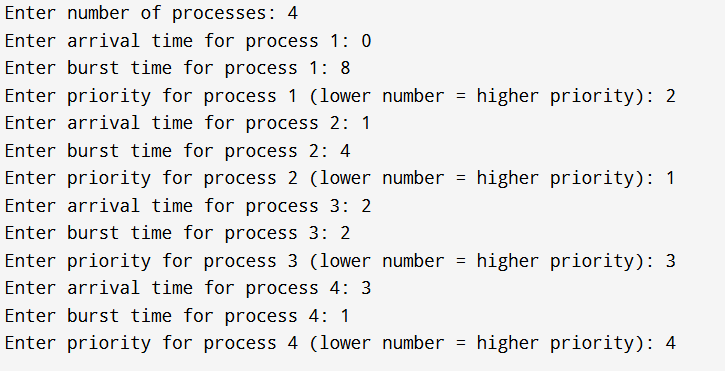 Enter number of processes: 4
Enter arrival time for process 1: 0
Enter burst time for process 1: 8
Enter priority for process 1 (lower number = higher priority): 2
Enter arrival time for process 2: 1
Enter burst time for process 2: 4
Enter priority for process 2 (lower number = higher priority): 1
Enter arrival time for process 3: 2
Enter burst time for process 3: 2
Enter priority for process 3 (lower number = higher priority): 3
Enter arrival time for process 4: 3
Enter burst time for process 4: 1
Enter priority for process 4 (lower number = higher priority): 4